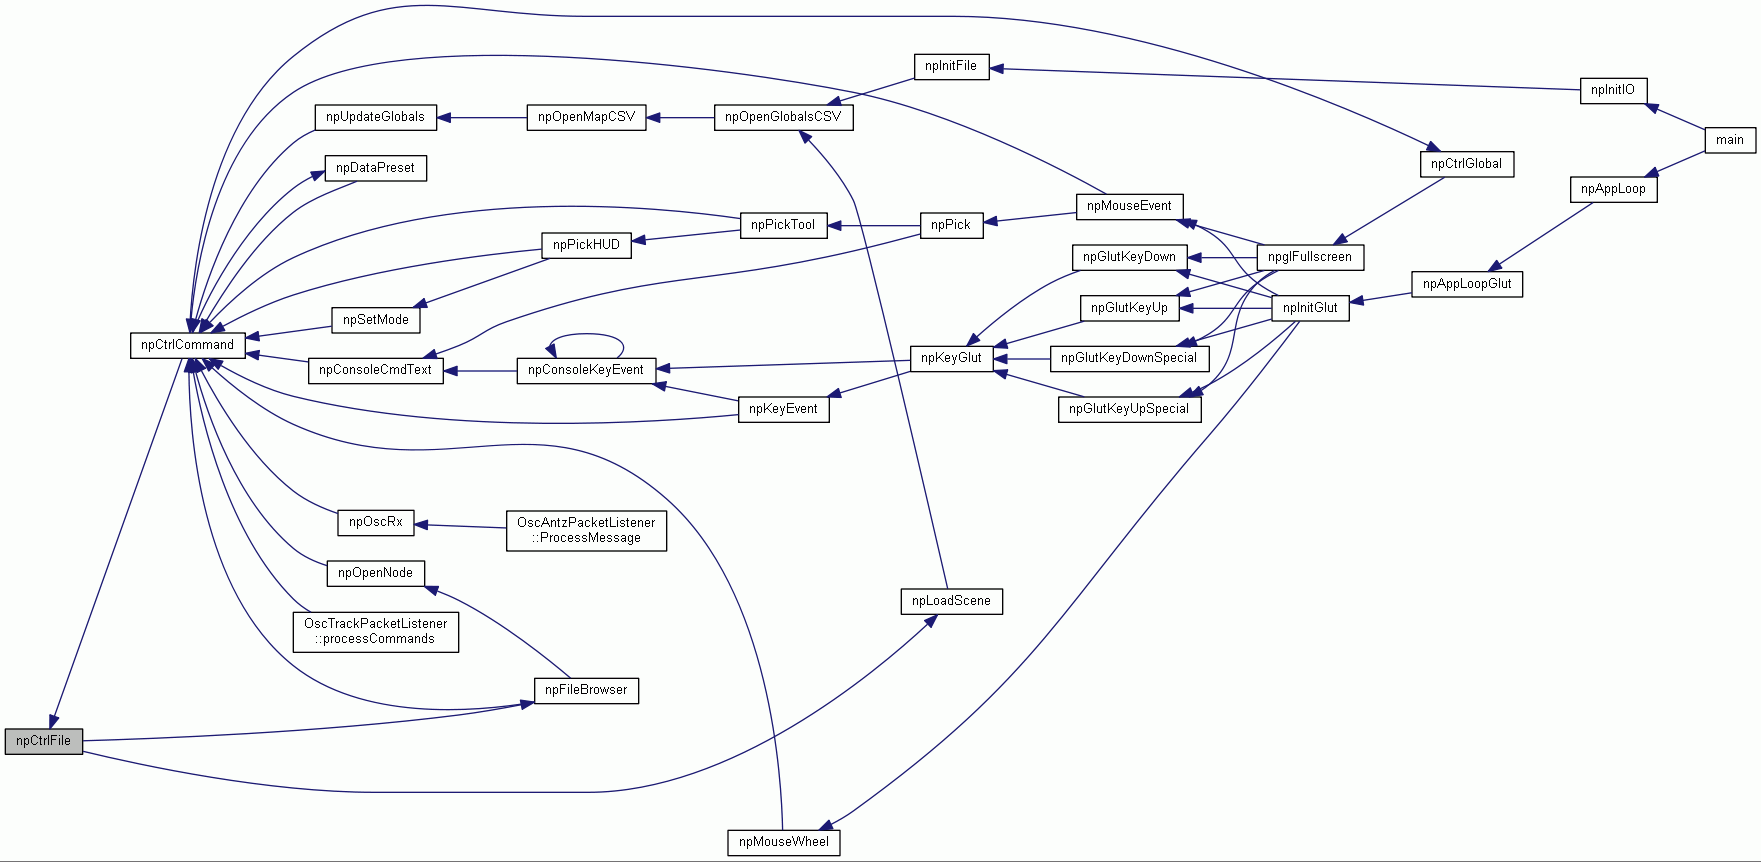 npInitFile
npInitIO
npUpdateGlobals
npOpenMapCSV
npOpenGlobalsCSV
main
npCtrlGlobal
npDataPreset
npAppLoop
npMouseEvent
npPickTool
npPick
npPickHUD
npGlutKeyDown
npglFullscreen
npAppLoopGlut
npSetMode
npGlutKeyUp
npInitGlut
npCtrlCommand
npConsoleCmdText
npConsoleKeyEvent
npKeyGlut
npGlutKeyDownSpecial
npKeyEvent
npGlutKeyUpSpecial
npOscRx
OscAntzPacketListener
::ProcessMessage
npOpenNode
npLoadScene
OscTrackPacketListener
::processCommands
npFileBrowser
npCtrlFile
npMouseWheel